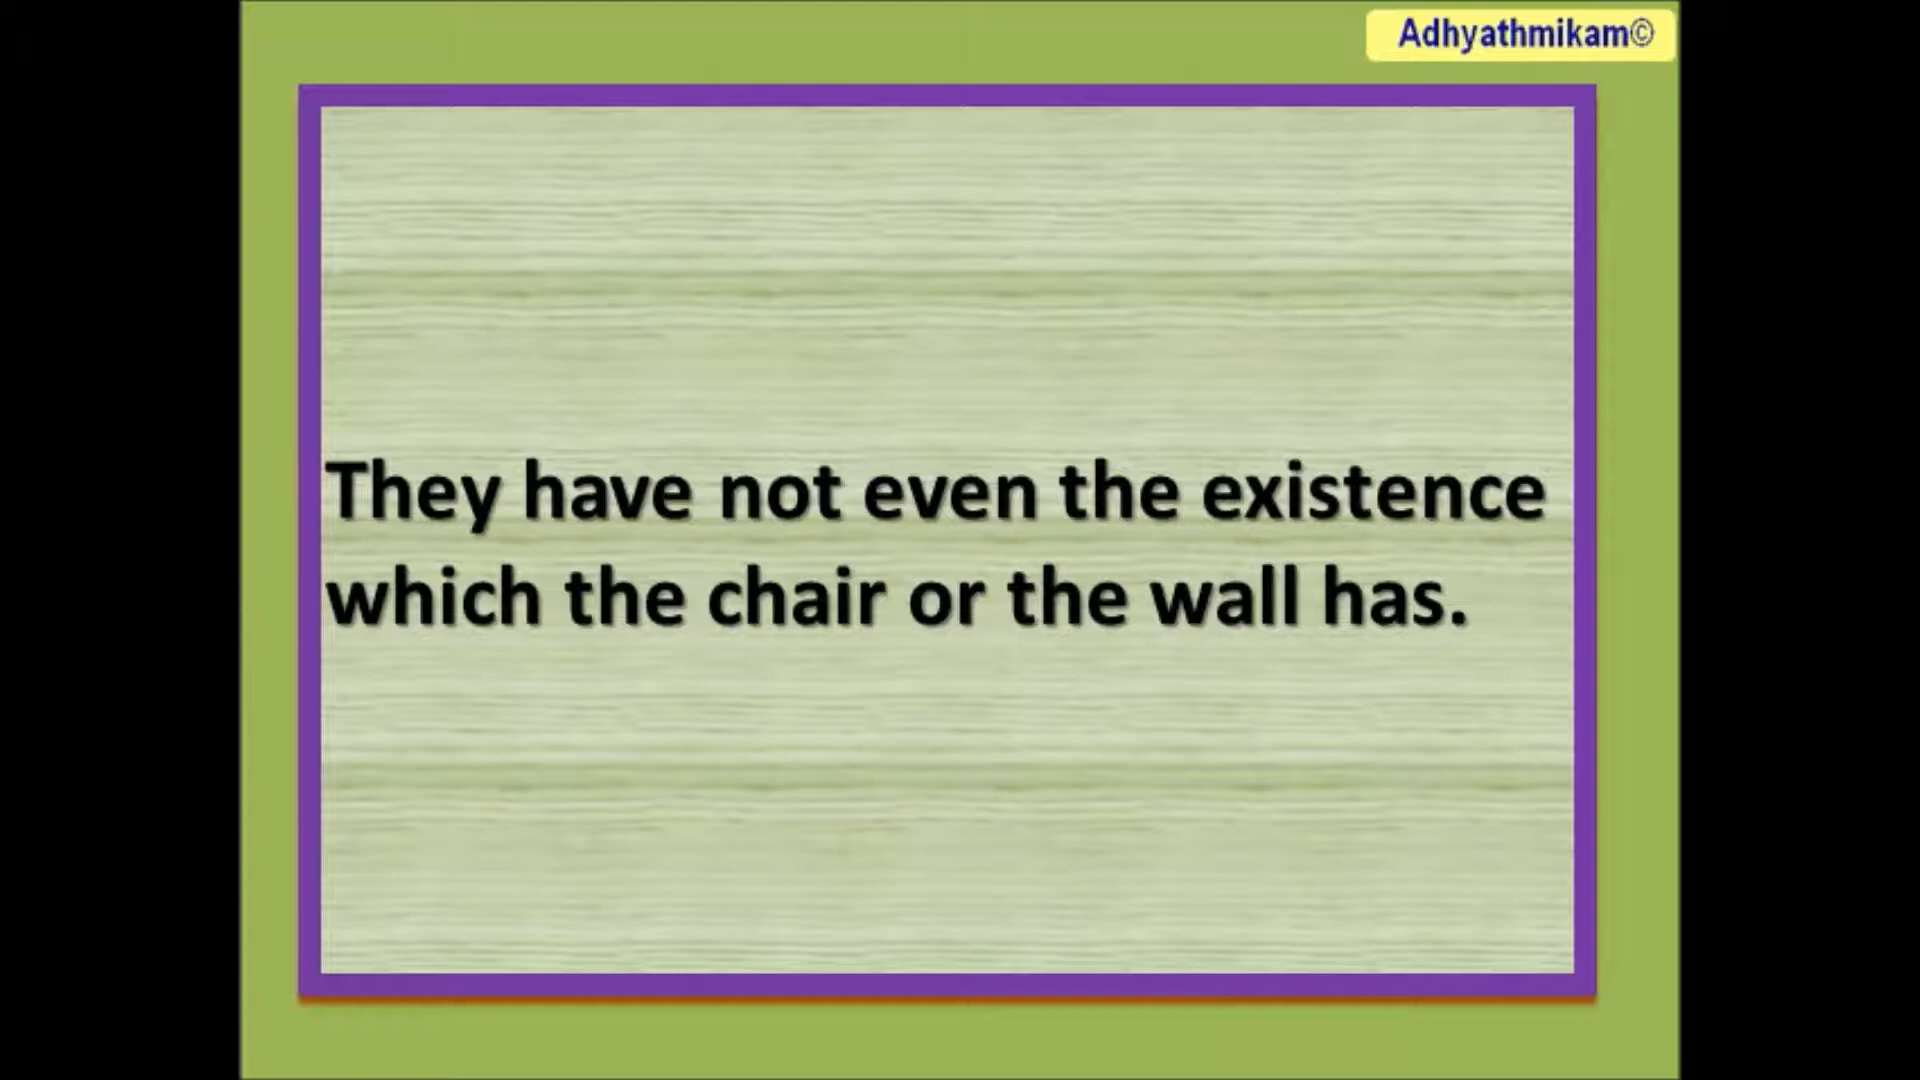 Adhyathmikam©
They have not even the existence
which the chair or the wall has.